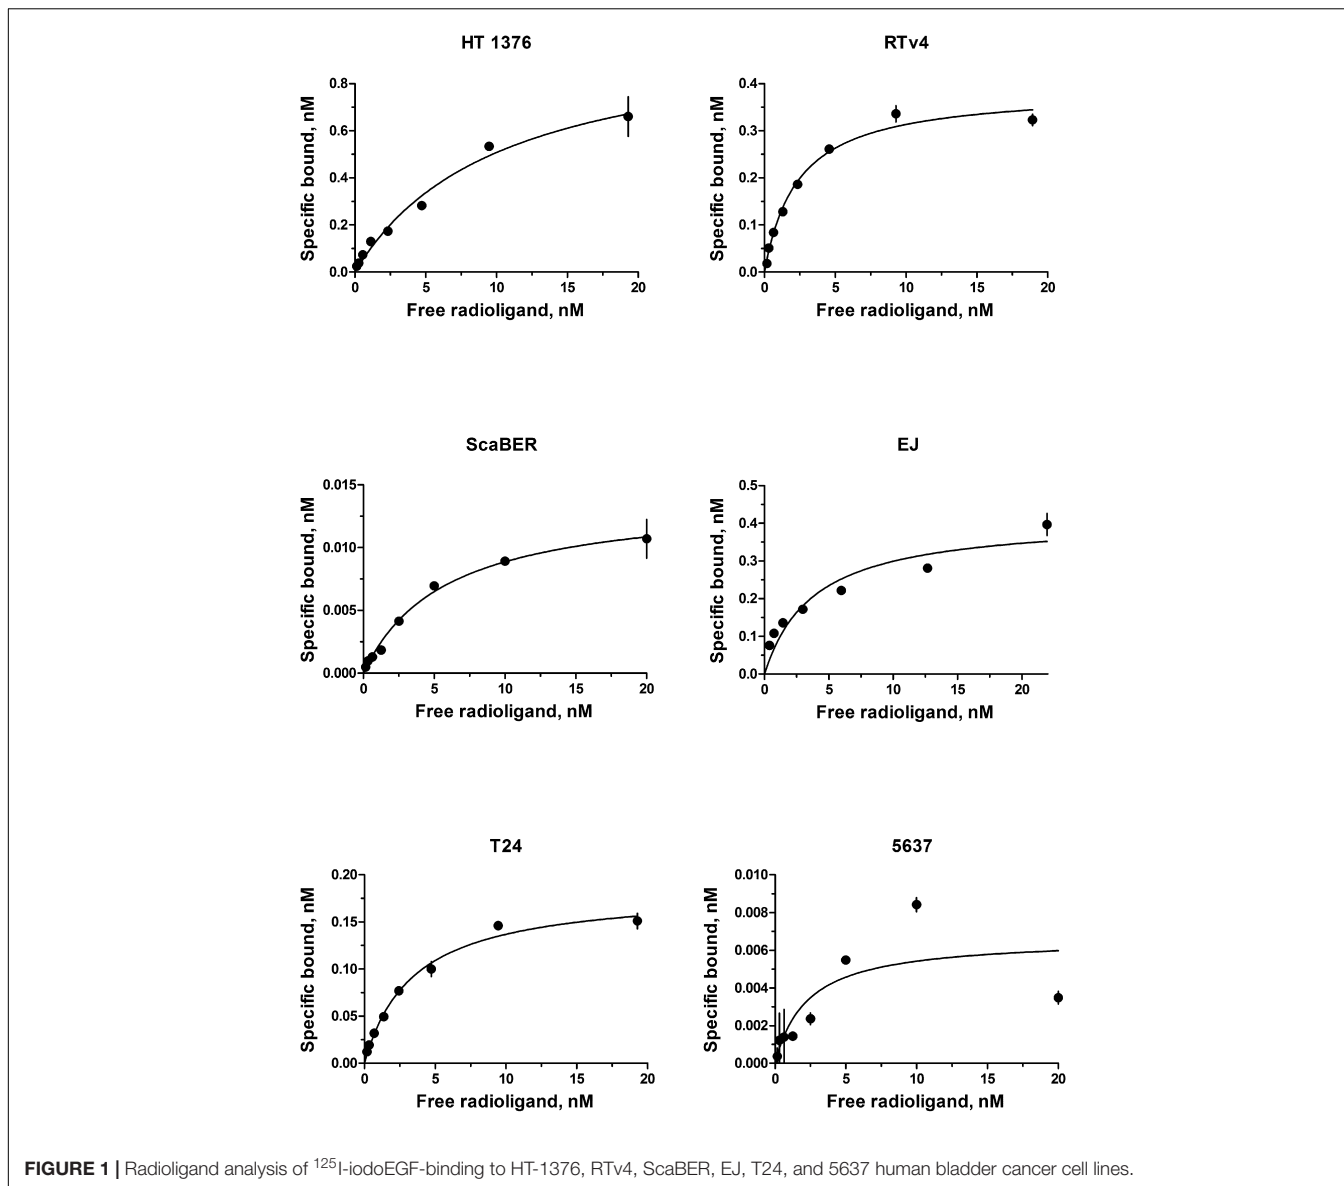 HT 1376
Specific bound, nM
0.8
0.6
0.4
0.2
0.0
0 5 10 15 20
Free radioligand, nM
RTv4
Specific bound, nM
0.4
0.3
0.2
0.1
0.0
0 5 10 15 20
Free radioligand, nM
ScaBER
Specific bound, nM
0.015
0.010
0.005
0.000
0 5 10 15 20
Free radioligand, nM
EJ
Specific bound, nM
0.5
0.4
0.3
0.2
0.1
0.0
0 5 10 15 20
Free radioligand, nM
T24
Specific bound, nM
0.20
0.15
0.10
0.05
0.00
0 5 10 15 20
Free radioligand, nM
5637
Specific bound, nM
0.010
0.008
0.006
0.004
0.002
0.000
0 5 10 15 20
Free radioligand, nM
FIGURE 1 | Radioligand analysis of ¹²⁵I-iodoEGF-binding to HT-1376, RTv4, ScaBER, EJ, T24, and 5637 human bladder cancer cell lines.